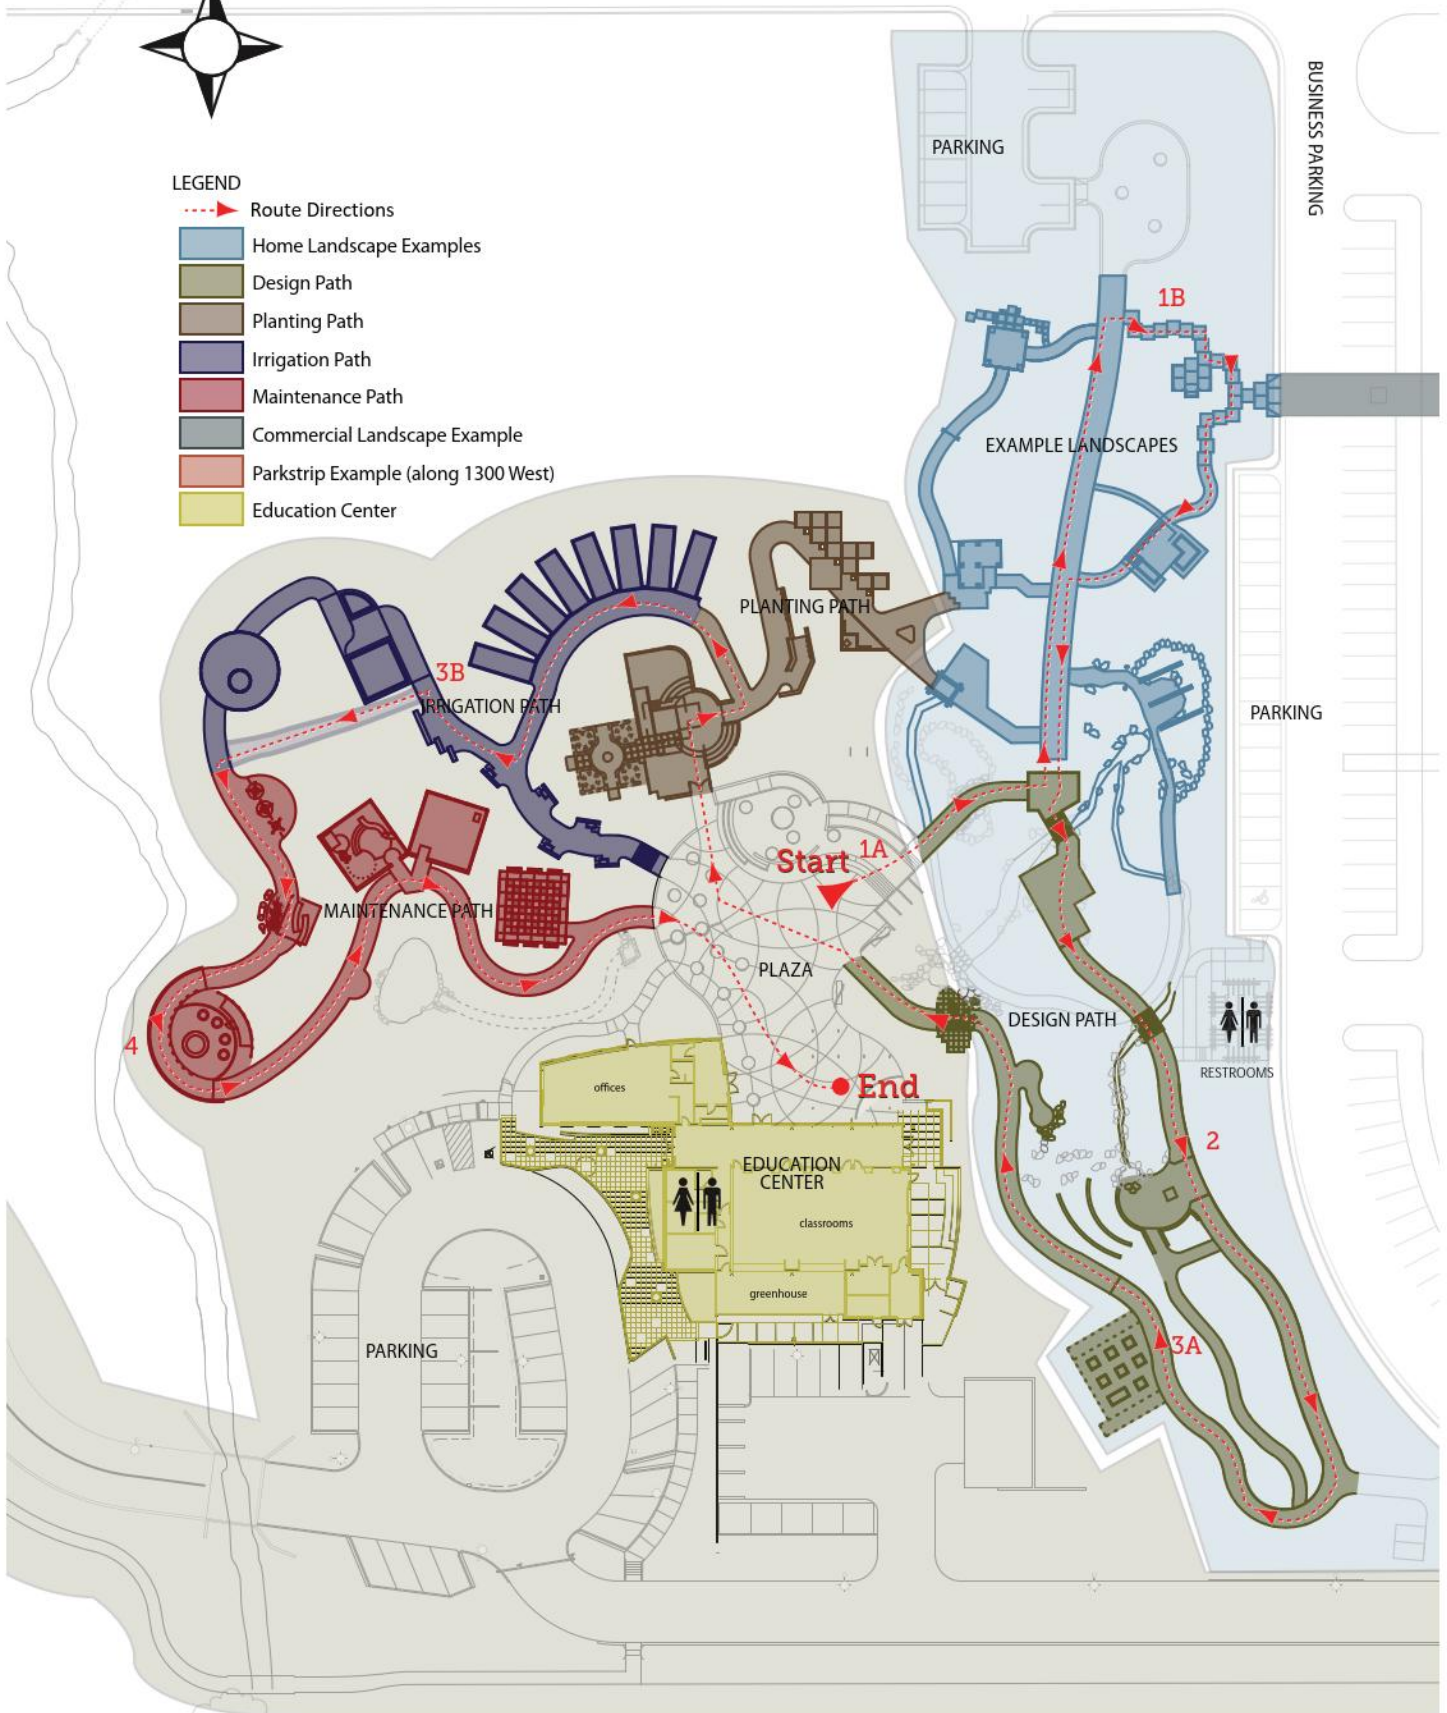 LEGEND
Route Directions
Home Landscape Examples
Design Path
Planting Path
Irrigation Path
Maintenance Path
Commercial Landscape Example
Parkstrip Example (along 1300 West)
Education Center
PARKING
BUSINESS PARKING
1B
EXAMPLE LANDSCAPES
PLANTING PATH
3B
IRRIGATION PATH
PARKING
Start
1A
MAINTENANCE PATH
PLAZA
DESIGN PATH
4
RESTROOMS
offices
End
2
EDUCATION
CENTER
classrooms
greenhouse
PARKING
3A